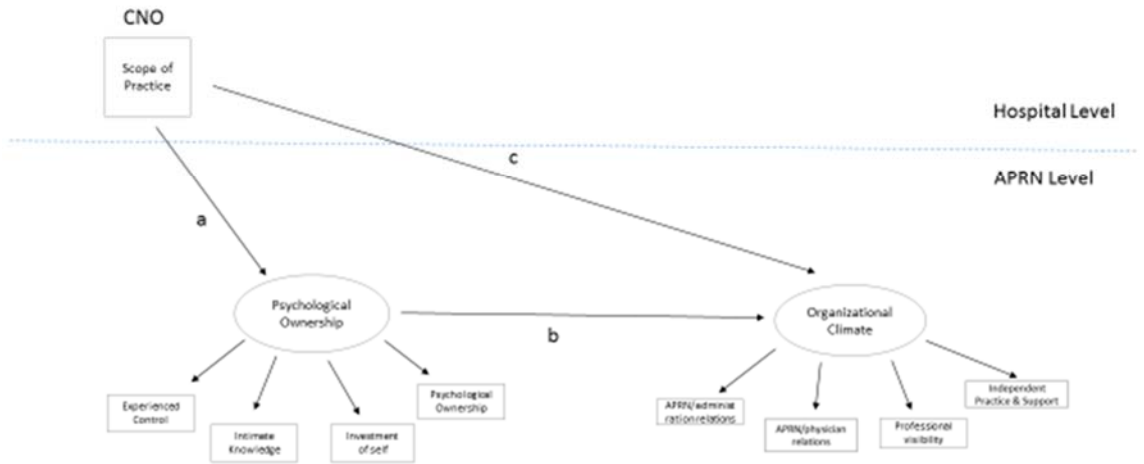 CNO
Scope of
Practice
Hospital Level
c
APRN Level
a
Psychological
Ownership
b
Organizational
Climate
Experienced
Control
Intimate
Knowledge
Investment
of self
Psychological
Ownership
APRN/administ
ration relations
APRN/physician
relations
Professional
visibility
Independent
Practice & Support